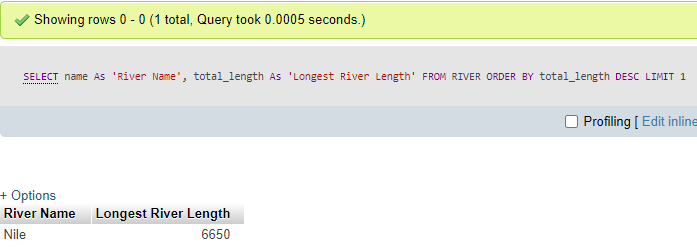 Showing rows 0 - 0 (1 total, Query took 0.0005 seconds.)
SELECT name As 'River Name', total_length As 'Longest River Length' FROM RIVER ORDER BY total_length DESC LIMIT 1
Profiling [ Edit inline
+ Options
River Name Longest River Length
Nile 6650